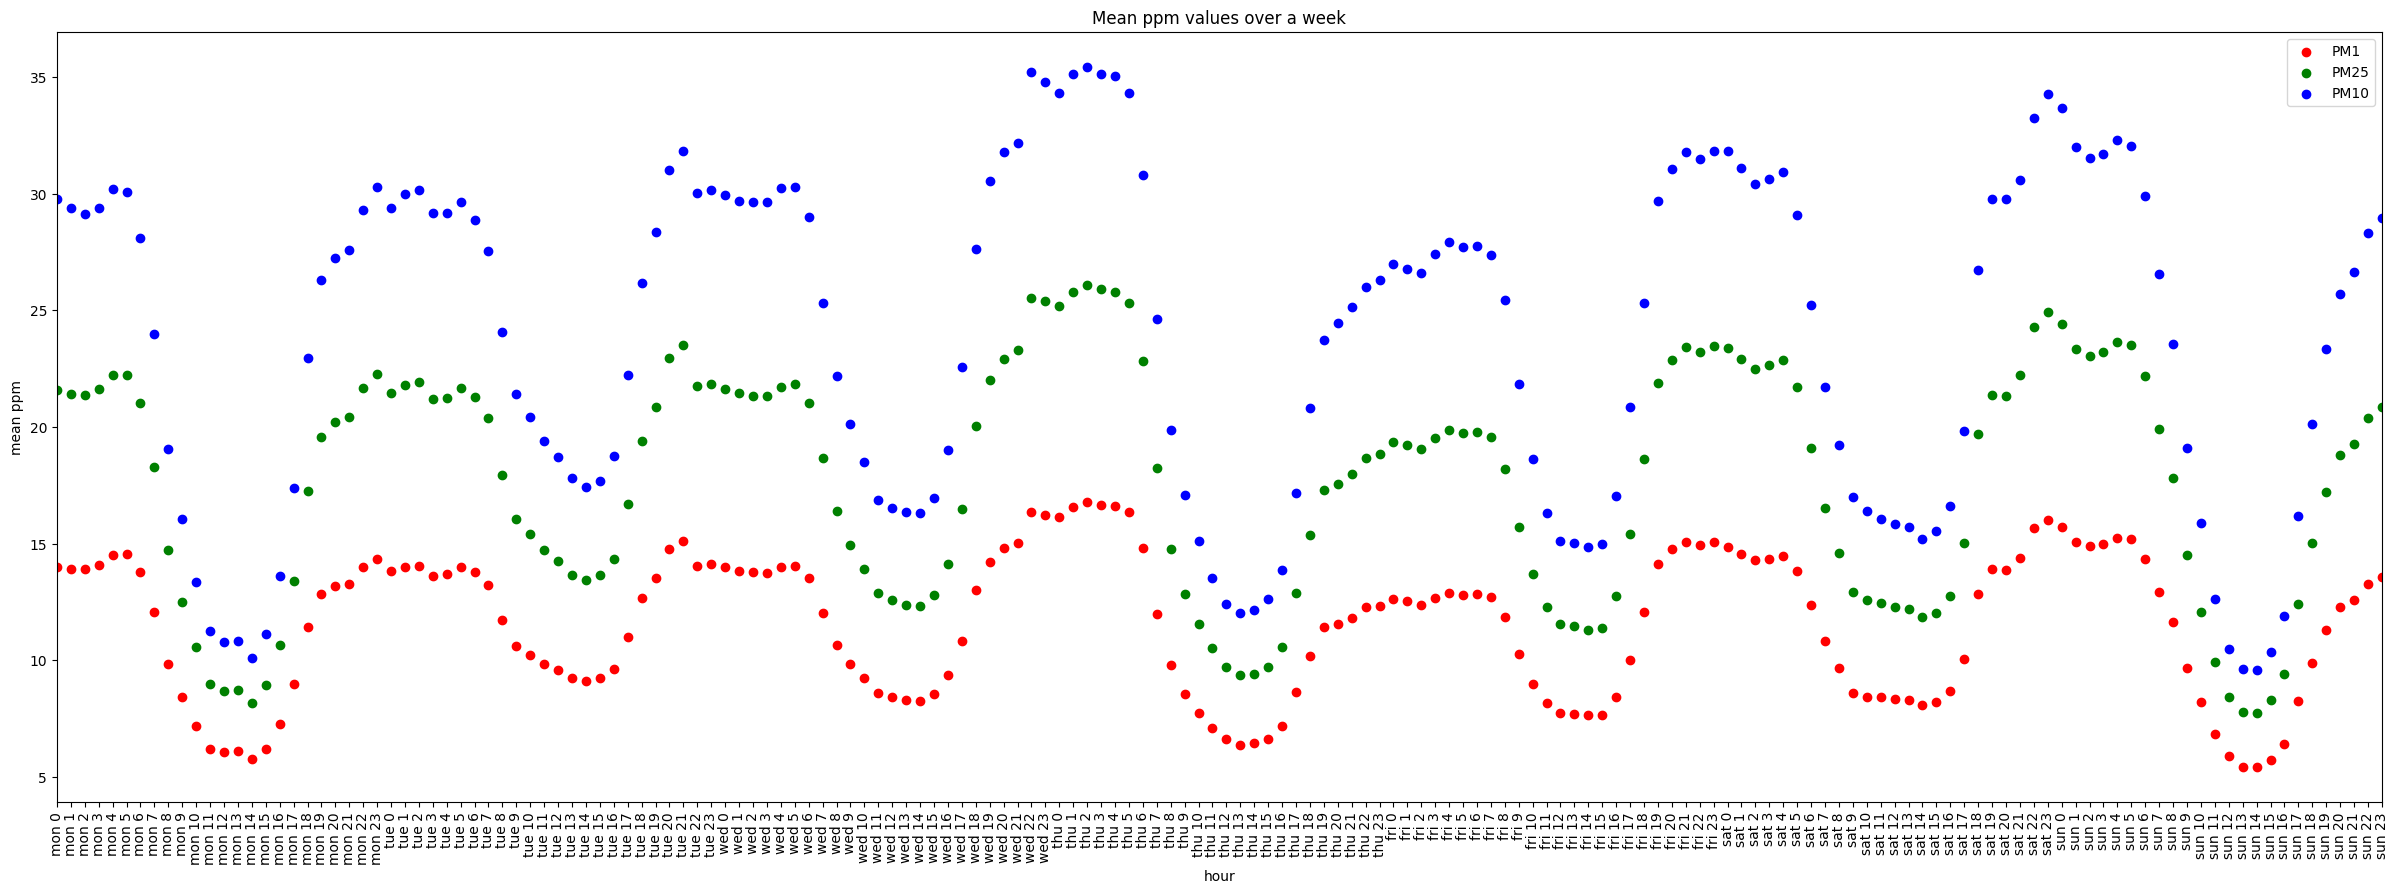 Mean ppm values over a week
PM1
PM25
PM10
mean ppm
35
30
25
20
15
10
5
mon 0
mon 1
mon 2
mon 3
mon 4
mon 5
mon 6
mon 7
mon 8
mon 9
mon 10
mon 11
mon 12
mon 13
mon 14
mon 15
mon 16
mon 17
mon 18
mon 19
mon 20
mon 21
mon 22
mon 23
tue 0
tue 1
tue 2
tue 3
tue 4
tue 5
tue 6
tue 7
tue 8
tue 9
tue 10
tue 11
tue 12
tue 13
tue 14
tue 15
tue 16
tue 17
tue 18
tue 19
tue 20
tue 21
tue 22
tue 23
wed 0
wed 1
wed 2
wed 3
wed 4
wed 5
wed 6
wed 7
wed 8
wed 9
wed 10
wed 11
wed 12
wed 13
wed 14
wed 15
wed 16
wed 17
wed 18
wed 19
wed 20
wed 21
wed 22
wed 23
thu 0
thu 1
thu 2
thu 3
thu 4
thu 5
thu 6
thu 7
thu 8
thu 9
thu 10
thu 11
thu 12
thu 13
thu 14
thu 15
thu 16
thu 17
thu 18
thu 19
thu 20
thu 21
thu 22
thu 23
fri 0
fri 1
fri 2
fri 3
fri 4
fri 5
fri 6
fri 7
fri 8
fri 9
fri 10
fri 11
fri 12
fri 13
fri 14
fri 15
fri 16
fri 17
fri 18
fri 19
fri 20
fri 21
fri 22
fri 23
sat 0
sat 1
sat 2
sat 3
sat 4
sat 5
sat 6
sat 7
sat 8
sat 9
sat 10
sat 11
sat 12
sat 13
sat 14
sat 15
sat 16
sat 17
sat 18
sat 19
sat 20
sat 21
sat 22
sat 23
sun 0
sun 1
sun 2
sun 3
sun 4
sun 5
sun 6
sun 7
sun 8
sun 9
sun 10
sun 11
sun 12
sun 13
sun 14
sun 15
sun 16
sun 17
sun 18
sun 19
sun 20
sun 21
sun 22
sun 23
hour